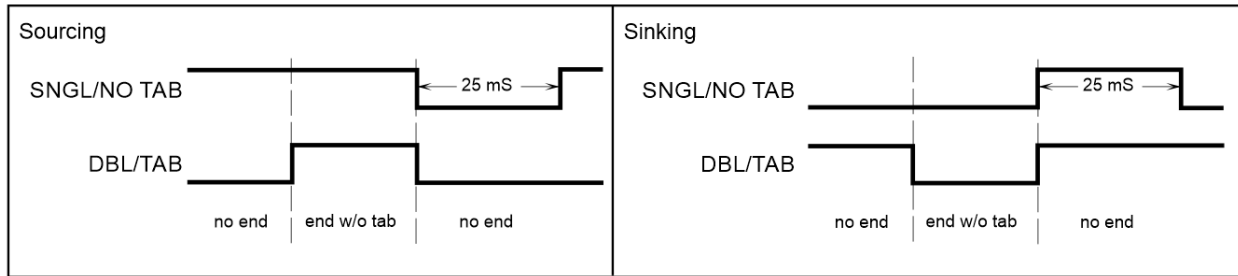 Sourcing
SNGL/NO TAB
25 mS
DBL/TAB
no end
end w/o tab
no end
Sinking
SNGL/NO TAB
25 mS
DBL/TAB
no end
end w/o tab
no end